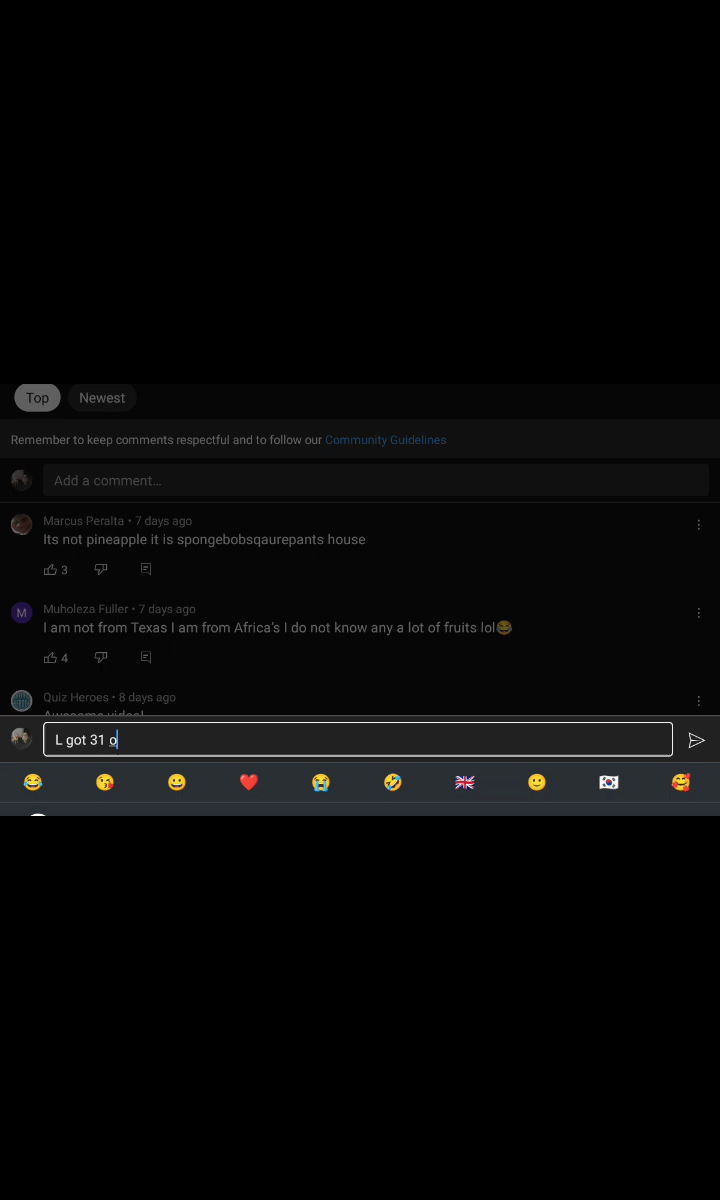 Top Newest
Remember to keep comments respectful and to follow our Community Guidelines
Add a comment...
Marcus Peralta • 7 days ago
Its not pineapple it is spongebobsqaurepants house
3
M
Muholeza Fuller • 7 days ago
I am not from Texas I am from Africa's I do not know any a lot of fruits lol😂
4
Quiz Heroes • 8 days ago
Awesome video!
L got 31 o